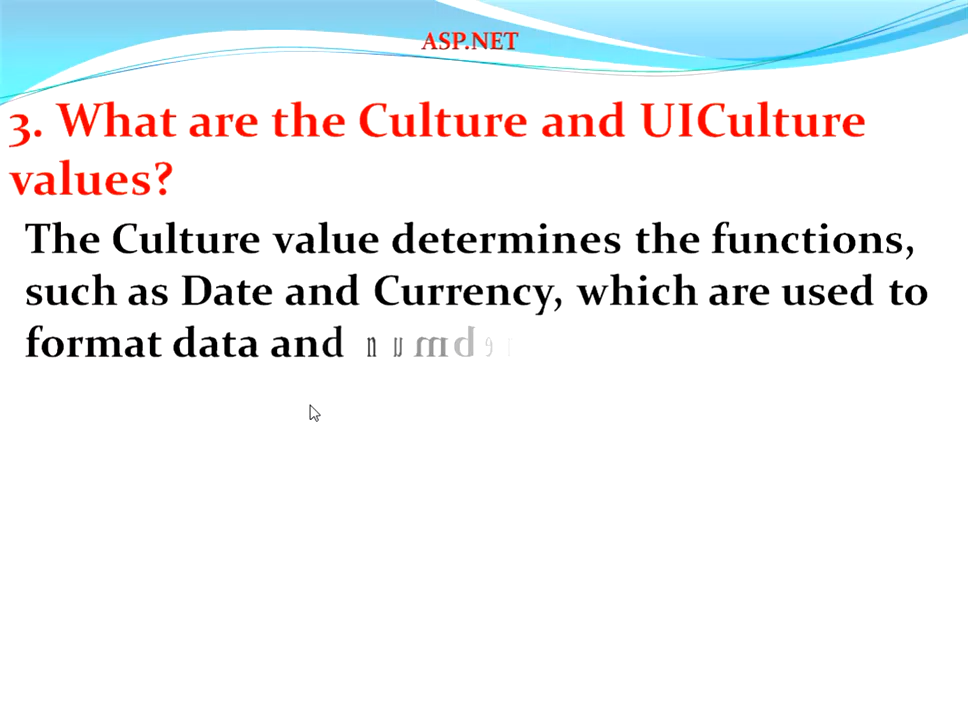 ASP.NET
3. What are the Culture and UICulture
values?
The Culture value determines the functions,
such as Date and Currency, which are used to
format data and